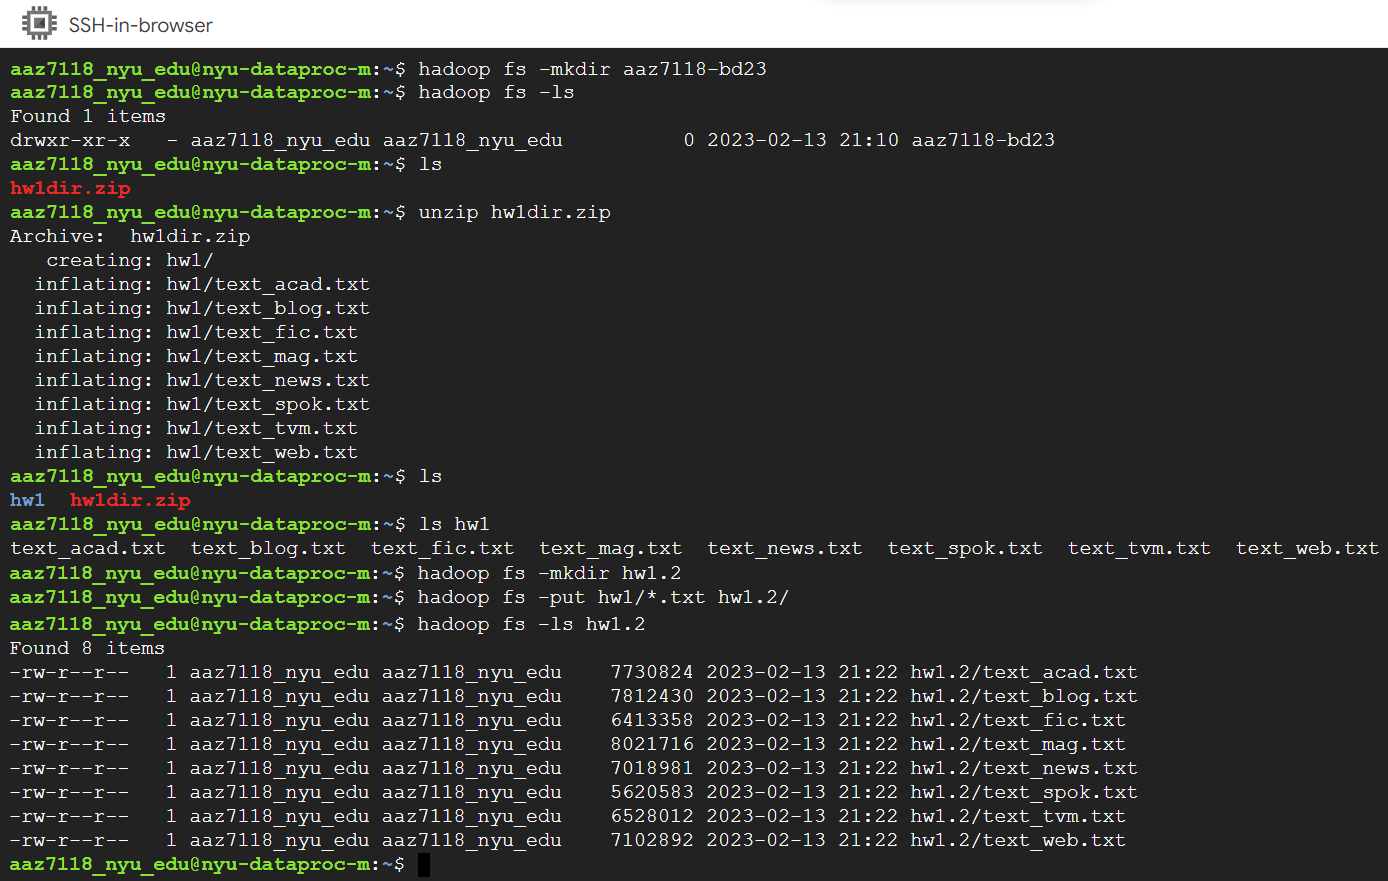 SSH-in-browser
aaz7118_nyu_edu@nyu-dataproc-m:~$ hadoop fs -mkdir aaz7118-bd23
aaz7118_nyu_edu@nyu-dataproc-m:~$ hadoop fs -ls
Found 1 items
drwxr-xr-x   - aaz7118_nyu_edu aaz7118_nyu_edu          0 2023-02-13 21:10 aaz7118-bd23
aaz7118_nyu_edu@nyu-dataproc-m:~$ ls
hw1dir.zip
aaz7118_nyu_edu@nyu-dataproc-m:~$ unzip hw1dir.zip
Archive:  hw1dir.zip
   creating: hw1/
  inflating: hw1/text_acad.txt
  inflating: hw1/text_blog.txt
  inflating: hw1/text_fic.txt
  inflating: hw1/text_mag.txt
  inflating: hw1/text_news.txt
  inflating: hw1/text_spok.txt
  inflating: hw1/text_tvm.txt
  inflating: hw1/text_web.txt
aaz7118_nyu_edu@nyu-dataproc-m:~$ ls
hw1  hw1dir.zip
aaz7118_nyu_edu@nyu-dataproc-m:~$ ls hw1
text_acad.txt  text_blog.txt  text_fic.txt  text_mag.txt  text_news.txt  text_spok.txt  text_tvm.txt  text_web.txt
aaz7118_nyu_edu@nyu-dataproc-m:~$ hadoop fs -mkdir hw1.2
aaz7118_nyu_edu@nyu-dataproc-m:~$ hadoop fs -put hw1/*.txt hw1.2/
aaz7118_nyu_edu@nyu-dataproc-m:~$ hadoop fs -ls hw1.2
Found 8 items
-rw-r--r--   1 aaz7118_nyu_edu aaz7118_nyu_edu    7730824 2023-02-13 21:22 hw1.2/text_acad.txt
-rw-r--r--   1 aaz7118_nyu_edu aaz7118_nyu_edu    7812430 2023-02-13 21:22 hw1.2/text_blog.txt
-rw-r--r--   1 aaz7118_nyu_edu aaz7118_nyu_edu    6413358 2023-02-13 21:22 hw1.2/text_fic.txt
-rw-r--r--   1 aaz7118_nyu_edu aaz7118_nyu_edu    8021716 2023-02-13 21:22 hw1.2/text_mag.txt
-rw-r--r--   1 aaz7118_nyu_edu aaz7118_nyu_edu    7018981 2023-02-13 21:22 hw1.2/text_news.txt
-rw-r--r--   1 aaz7118_nyu_edu aaz7118_nyu_edu    5620583 2023-02-13 21:22 hw1.2/text_spok.txt
-rw-r--r--   1 aaz7118_nyu_edu aaz7118_nyu_edu    6528012 2023-02-13 21:22 hw1.2/text_tvm.txt
-rw-r--r--   1 aaz7118_nyu_edu aaz7118_nyu_edu    7102892 2023-02-13 21:22 hw1.2/text_web.txt
aaz7118_nyu_edu@nyu-dataproc-m:~$